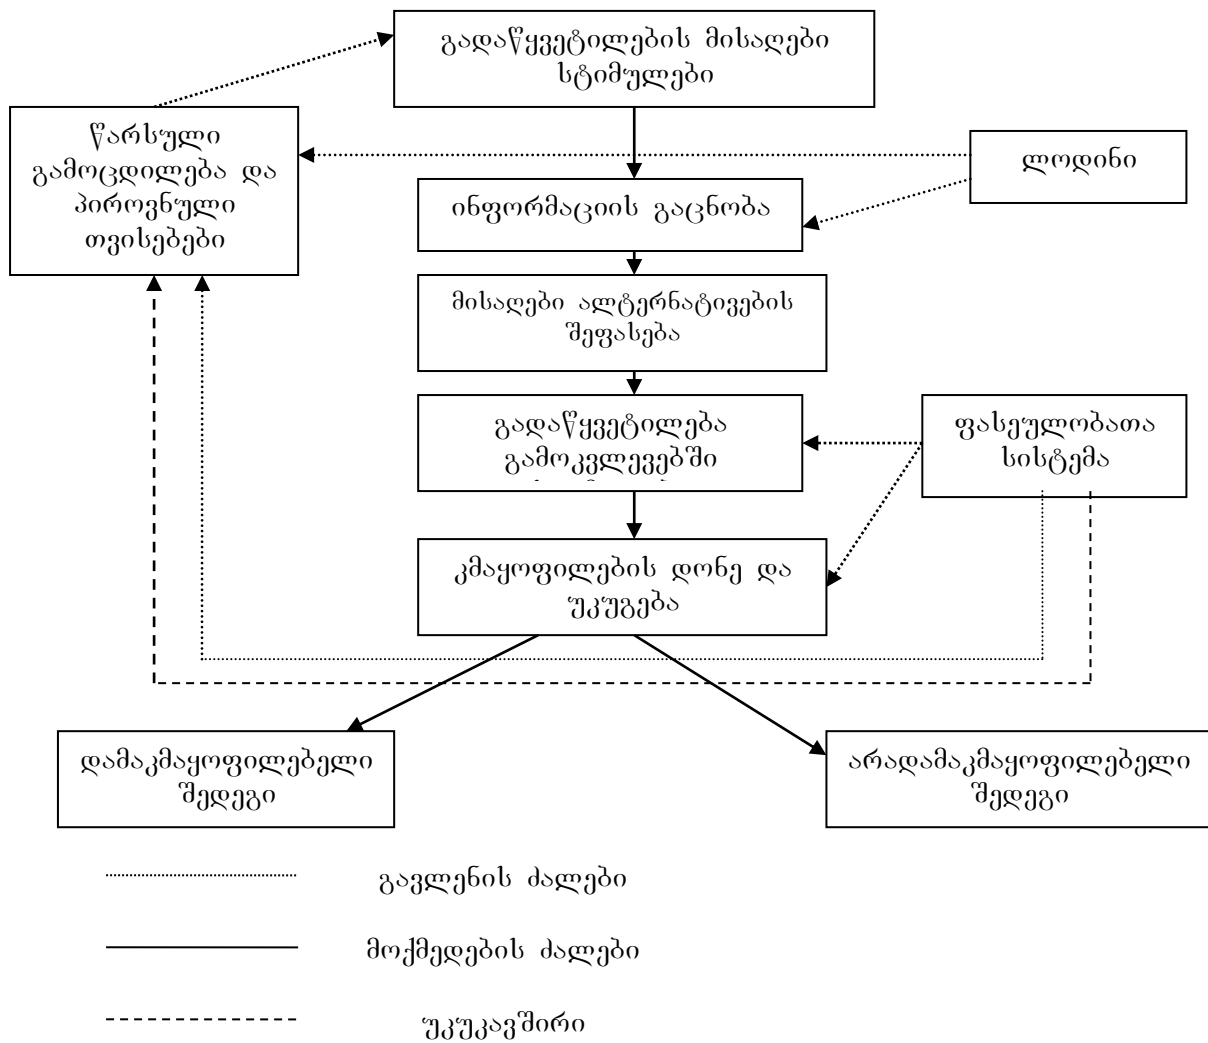 გადაწყვეტილების მისაღები
სტიმულები
წარსული
გამოცდილება და
პიროვნული
თვისებები
ლოდინი
ინფორმაციის გაცნობა
მისაღები ალტერნატივების
შეფასება
გადაწყვეტილება
გამოკვლევებში
ფასეულობათა
სისტემა
კმაყოფილების დონე და
უკუგება
დამაკმაყოფილებელი
შედეგი
არადამაკმაყოფილებელი
შედეგი
გავლენის ძალები
მოქმედების ძალები
უკუკავშირი